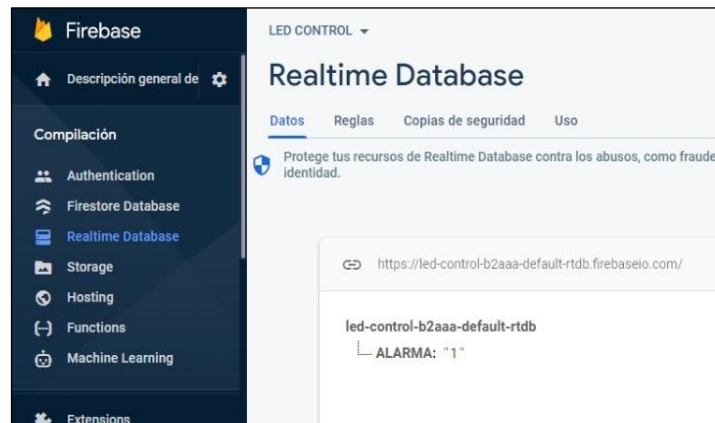 Firebase
Descripción general de
Compilación
Authentication
Firestore Database
Realtime Database
Storage
Hosting
Functions
Machine Learning
Extensions
LED CONTROL
Realtime Database
Datos Reglas Copias de seguridad Uso
Protege tus recursos de Realtime Database contra los abusos, como fraude
identidad.
https://led-control-b2aaa-default-rtdb.firebaseio.com/
led-control-b2aaa-default-rtdb
ALARMA: "1"